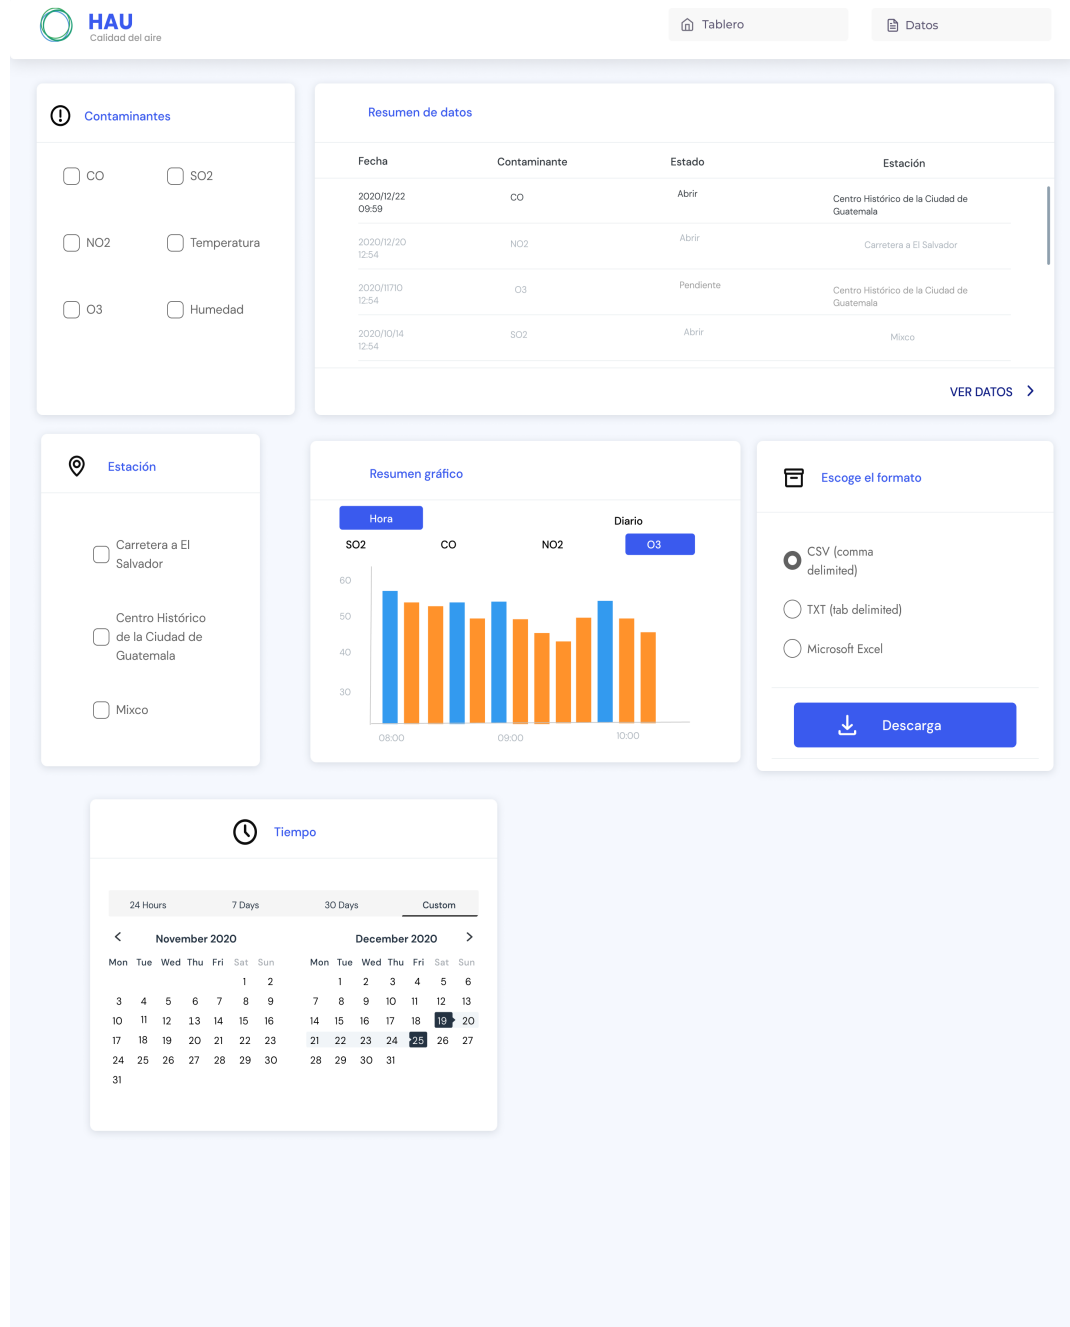 HAU
Calidad del aire
Tablero
Datos
Contaminantes
CO
SO2
NO2
Temperatura
O3
Humedad
Resumen de datos
Fecha Contaminante Estado Estación
2020/12/22
09:59
CO
Abrir
Centro Histórico de la Ciudad de
Guatemala
2020/12/20
12:54
NO2
Abrir
Carretera a El Salvador
2020/11710
12:54
O3
Pendiente
Centro Histórico de la Ciudad de
Guatemala
2020/10/14
12:54
SO2
Abrir
Mixco
VER DATOS
Estación
Carretera a El
Salvador
Centro Histórico
de la Ciudad de
Guatemala
Mixco
Resumen gráfico
Hora
Diario
SO2 CO NO2 O3
60
50
40
30
08:00 09:00 10:00
Escoge el formato
CSV (comma
delimited)
TXT (tab delimited)
Microsoft Excel
Descarga
Tiempo
24 Hours 7 Days 30 Days Custom
November 2020
Mon Tue Wed Thu Fri Sat Sun
1 2
3 4 5 6 7 8 9
10 11 12 13 14 15 16
17 18 19 20 21 22 23
24 25 26 27 28 29 30
31
December 2020
Mon Tue Wed Thu Fri Sat Sun
1 2 3 4 5 6
7 8 9 10 11 12 13
14 15 16 17 18 19 20
21 22 23 24 25 26 27
28 29 30 31